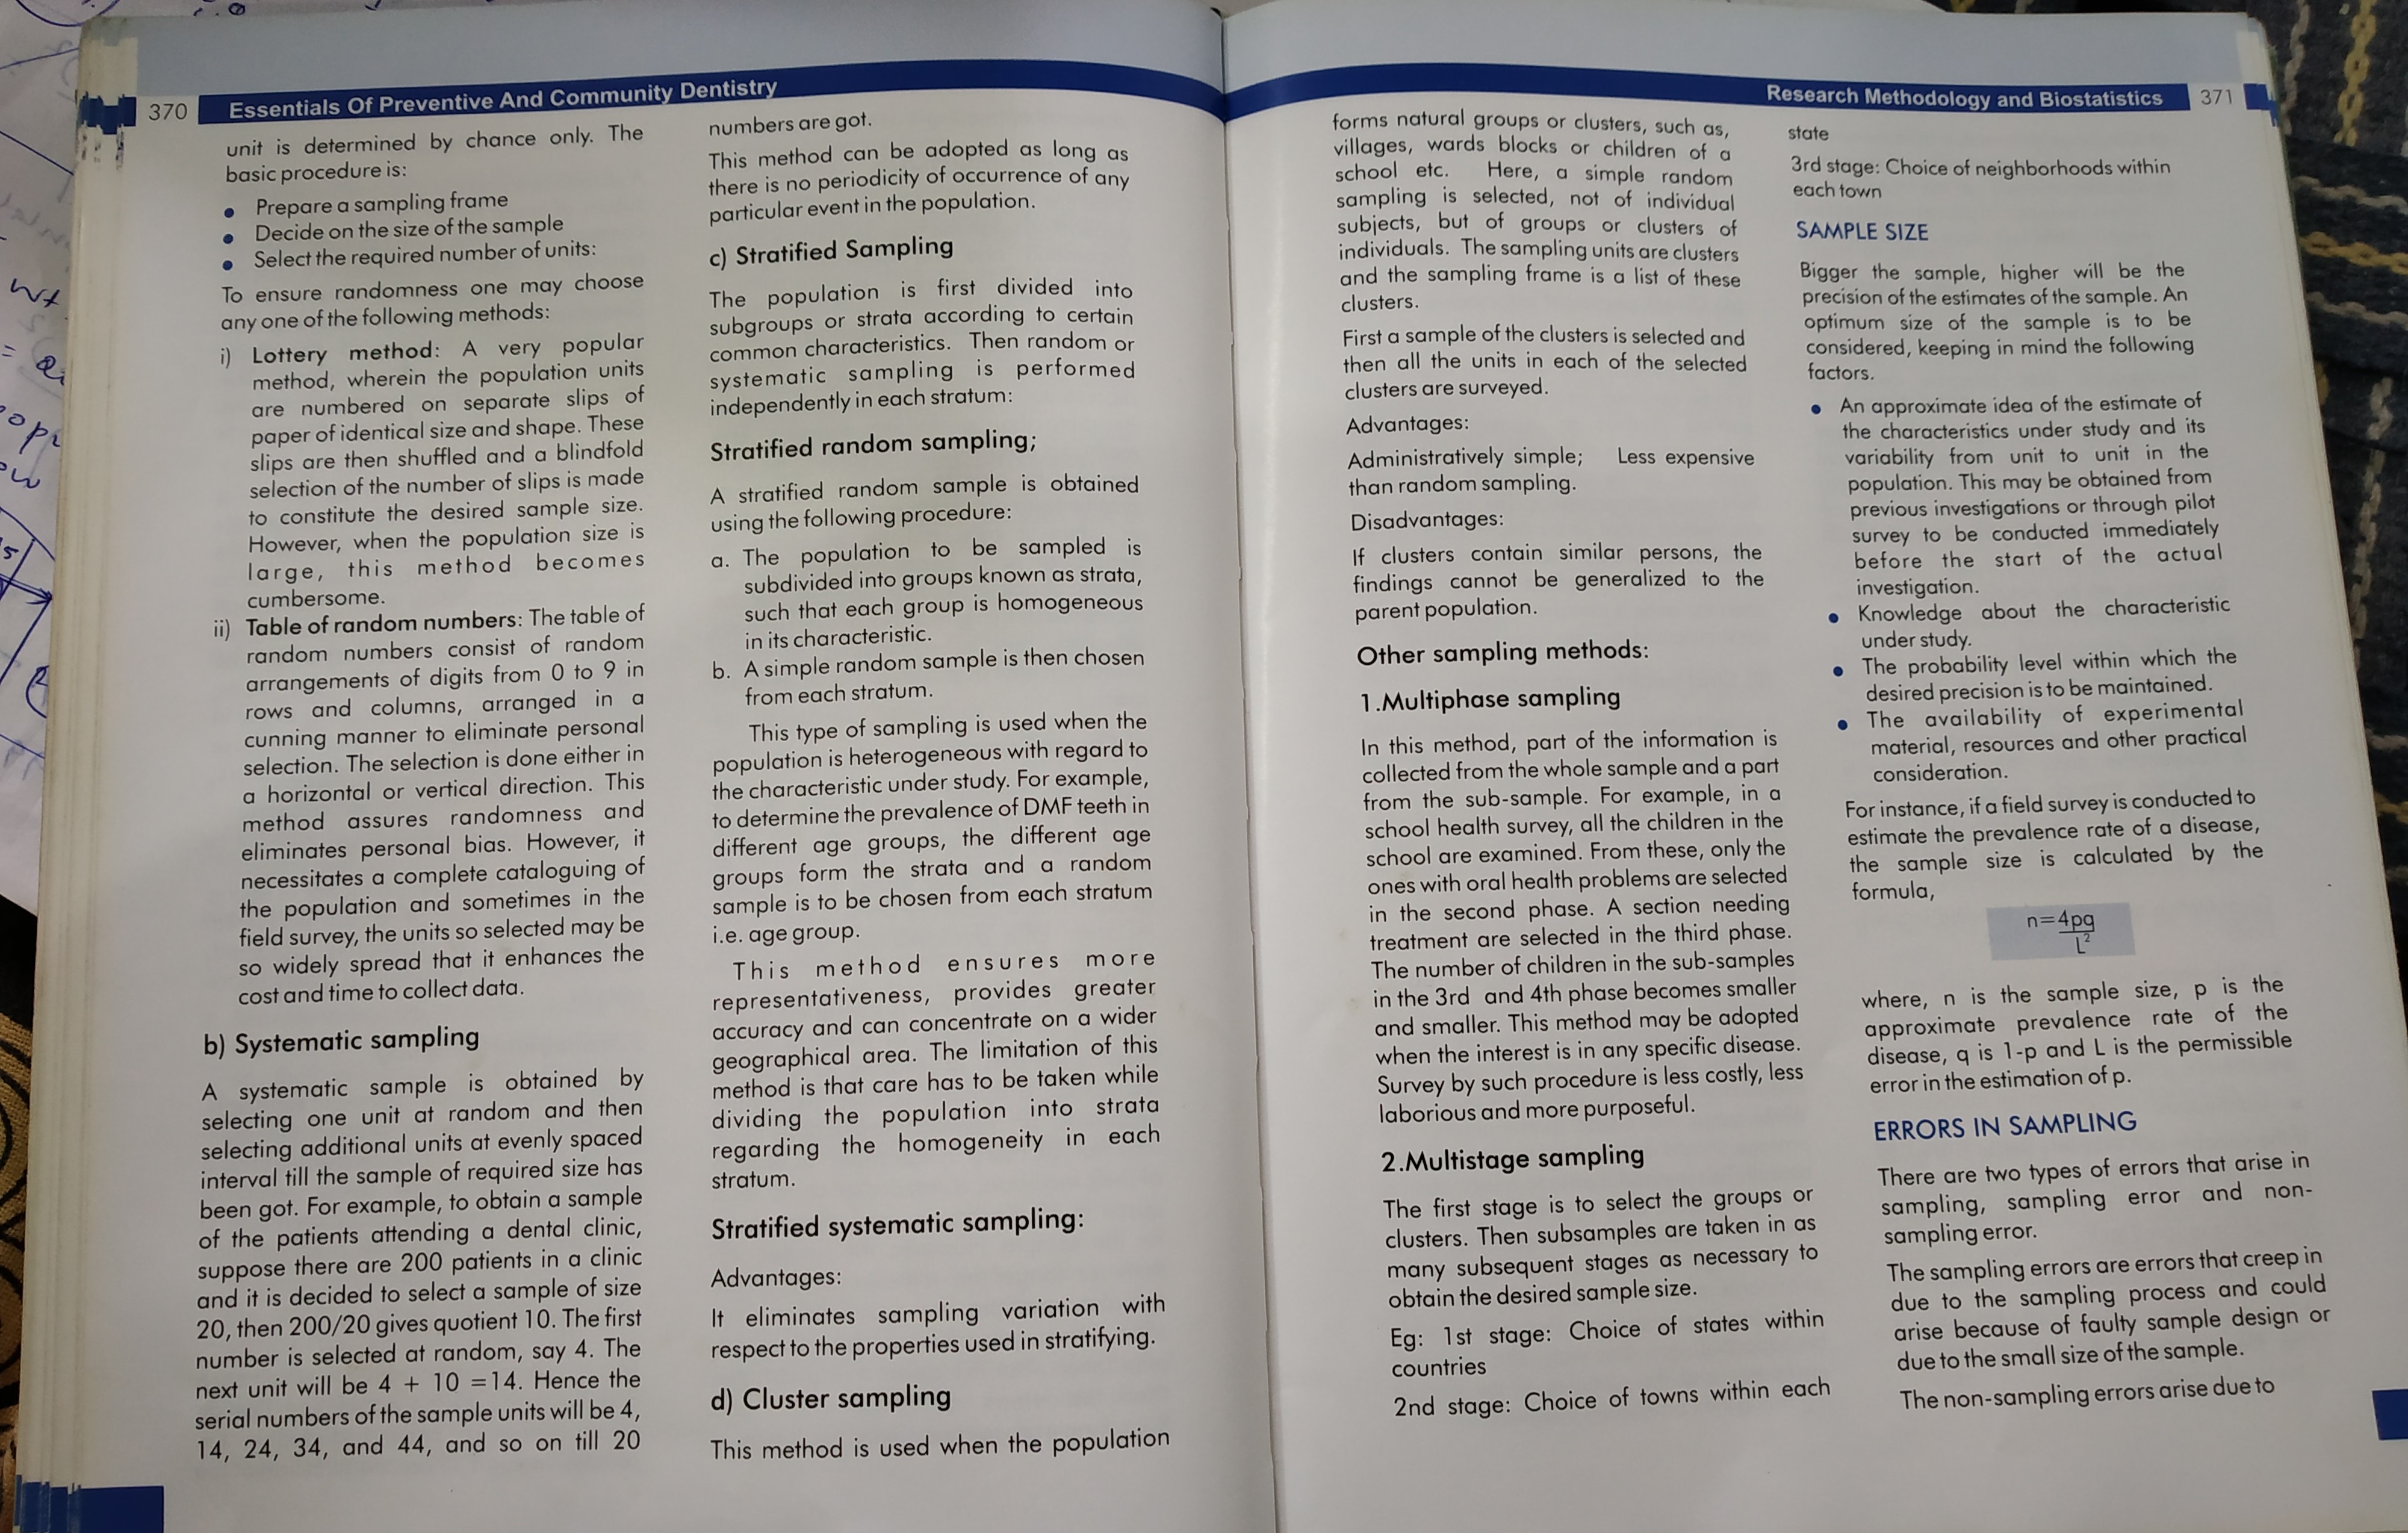 370
Essentials Of Preventive And Community Dentistry
unit is determined by chance only. The
basic procedure is:
• Prepare a sampling frame
• Decide on the size of the sample
• Select the required number of units:
To ensure randomness one may choose
any one of the following methods:
i) Lottery method: A very popular
method, wherein the population units
are numbered on separate slips of
paper of identical size and shape. These
slips are then shuffled and a blindfold
selection of the number of slips is made
to constitute the desired sample size.
However, when the population size is
large, this method becomes
cumbersome.
ii) Table of random numbers: The table of
random numbers consist of random
arrangements of digits from 0 to 9 in
rows and columns, arranged in a
cunning manner to eliminate personal
selection. The selection is done either in
a horizontal or vertical direction. This
method assures randomness and
eliminates personal bias. However, it
necessitates a complete cataloguing of
the population and sometimes in the
field survey, the units so selected may be
so widely spread that it enhances the
cost and time to collect data.
b) Systematic sampling
A systematic sample is obtained by
selecting one unit at random and then
selecting additional units at evenly spaced
interval till the sample of required size has
been got. For example, to obtain a sample
of the patients attending a dental clinic,
suppose there are 200 patients in a clinic
and it is decided to select a sample of size
20, then 200/20 gives quotient 10. The first
number is selected at random, say 4. The
next unit will be 4 + 10 =14. Hence the
serial numbers of the sample units will be 4,
14, 24, 34, and 44, and so on till 20
numbers are got.
This method can be adopted as long as
there is no periodicity of occurrence of any
particular event in the population.
c) Stratified Sampling
The population is first divided into
subgroups or strata according to certain
common characteristics. Then random or
systematic sampling is performed
independently in each stratum:
Stratified random sampling;
A stratified random sample is obtained
using the following procedure:
a. The population to be sampled is
subdivided into groups known as strata,
such that each group is homogeneous
in its characteristic.
b. A simple random sample is then chosen
from each stratum.
This type of sampling is used when the
population is heterogeneous with regard to
the characteristic under study. For example,
to determine the prevalence of DMF teeth in
different age groups, the different age
groups form the strata and a random
sample is to be chosen from each stratum
i.e. age group.
This method ensures more
representativeness, provides greater
accuracy and can concentrate on a wider
geographical area. The limitation of this
method is that care has to be taken while
dividing the population into strata
regarding the homogeneity in each
stratum.
Stratified systematic sampling:
Advantages:
It eliminates sampling variation with
respect to the properties used in stratifying.
d) Cluster sampling
This method is used when the population
Research Methodology and Biostatistics
371
forms natural groups or clusters, such as,
villages, wards blocks or children of a
school etc. Here, a simple random
sampling is selected, not of individual
subjects, but of groups or clusters of
individuals. The sampling units are clusters
and the sampling frame is a list of these
clusters.
First a sample of the clusters is selected and
then all the units in each of the selected
clusters are surveyed.
Advantages:
Administratively simple; Less expensive
than random sampling.
Disadvantages:
If clusters contain similar persons, the
findings cannot be generalized to the
parent population.
Other sampling methods:
1.Multiphase sampling
In this method, part of the information is
collected from the whole sample and a part
from the sub-sample. For example, in a
school health survey, all the children in the
school are examined. From these, only the
ones with oral health problems are selected
in the second phase. A section needing
treatment are selected in the third phase.
The number of children in the sub-samples
in the 3rd and 4th phase becomes smaller
and smaller. This method may be adopted
when the interest is in any specific disease.
Survey by such procedure is less costly, less
laborious and more purposeful.
2.Multistage sampling
The first stage is to select the groups or
clusters. Then subsamples are taken in as
many subsequent stages as necessary to
obtain the desired sample size.
Eg: 1st stage: Choice of states within
countries
2nd stage: Choice of towns within each
state
3rd stage: Choice of neighborhoods within
each town
SAMPLE SIZE
Bigger the sample, higher will be the
precision of the estimates of the sample. An
optimum size of the sample is to be
considered, keeping in mind the following
factors.
• An approximate idea of the estimate of
the characteristics under study and its
variability from unit to unit in the
population. This may be obtained from
previous investigations or through pilot
survey to be conducted immediately
before the start of the actual
investigation.
• Knowledge about the characteristic
under study.
• The probability level within which the
desired precision is to be maintained.
• The availability of experimental
material, resources and other practical
consideration.
For instance, if a field survey is conducted to
estimate the prevalence rate of a disease,
the sample size is calculated by the
formula,
n=4pq
L²
where, n is the sample size, p is the
approximate prevalence rate of the
disease, q is 1-p and L is the permissible
error in the estimation of p.
ERRORS IN SAMPLING
There are two types of errors that arise in
sampling, sampling error and non-
sampling error.
The sampling errors are errors that creep in
due to the sampling process and could
arise because of faulty sample design or
due to the small size of the sample.
The non-sampling errors arise due to